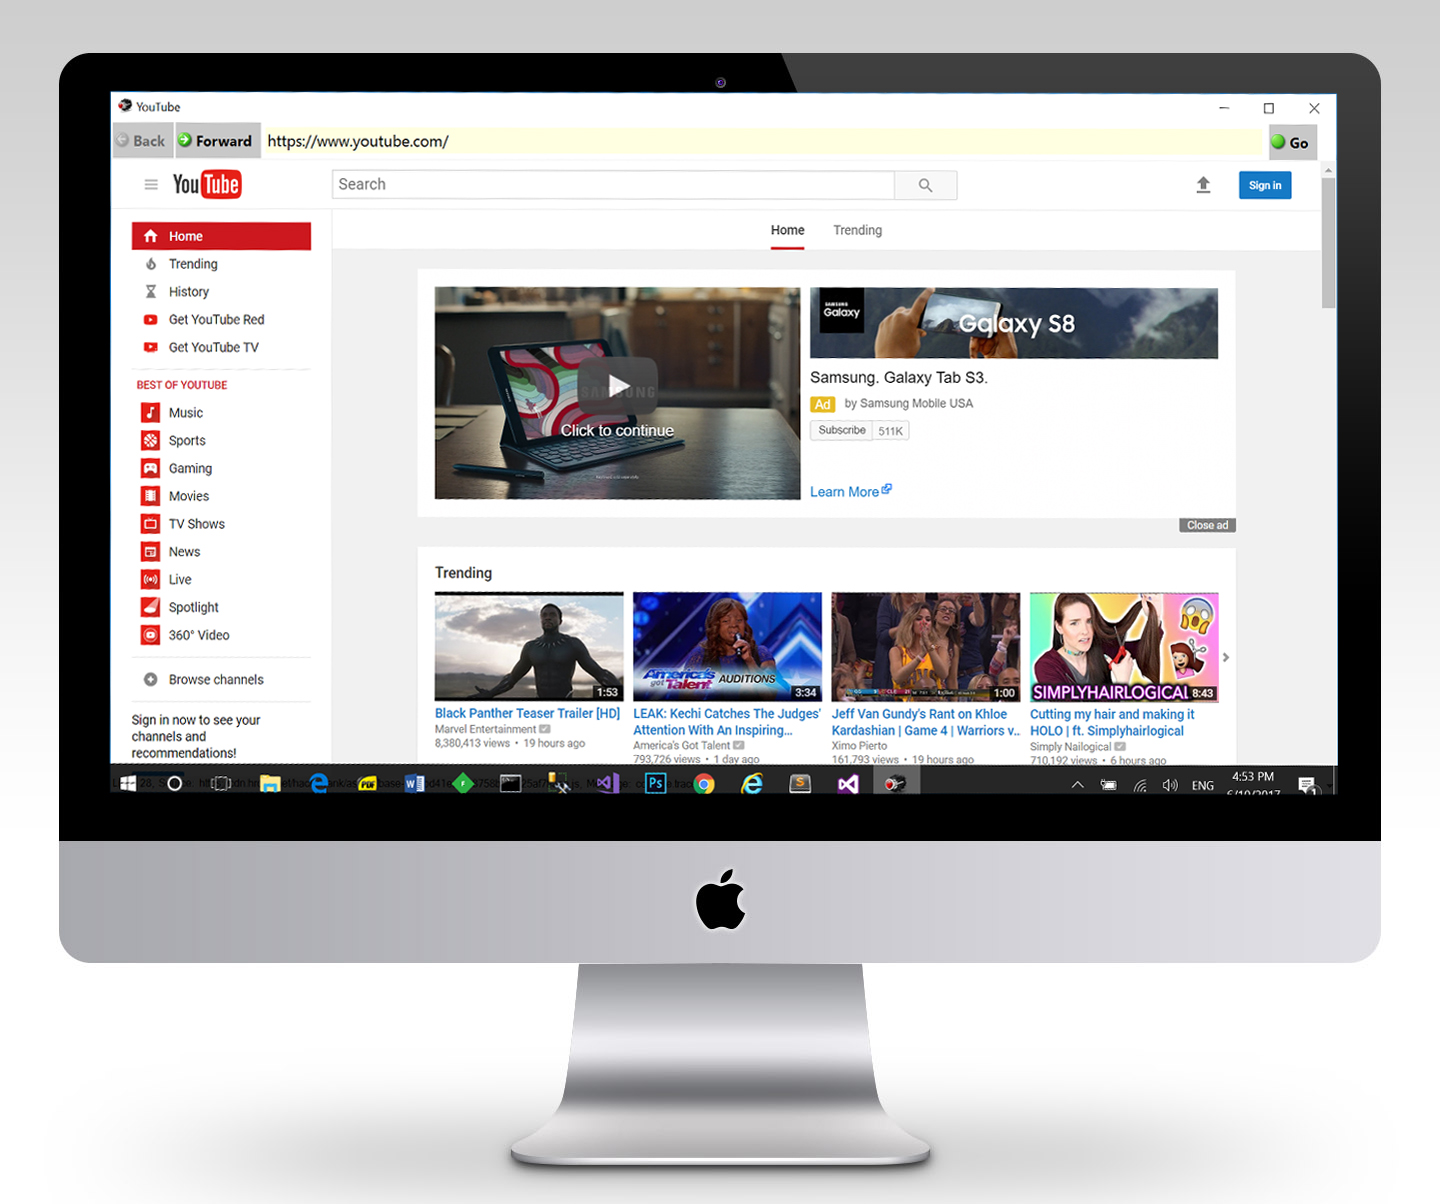 YouTube
Back
Forward
https://www.youtube.com/
Go
YouTube
Search
Sign in
Home
Trending
History
Get YouTube Red
Get YouTube TV
BEST OF YOUTUBE
Music
Sports
Gaming
Movies
TV Shows
News
Live
Spotlight
360° Video
Browse channels
Sign in now to see your
channels and
recommendations!
Home
Trending
SAMSUNG
Click to continue
SAMSUNG
Galaxy
Galaxy S8
Samsung. Galaxy Tab S3.
Ad by Samsung Mobile USA
Subscribe 511K
Learn More
Close ad
Trending
1:53
Black Panther Teaser Trailer [HD]
Marvel Entertainment
8,380,413 views • 19 hours ago
America's
got Talent
AUDITIONS
3:34
LEAK: Kechi Catches The Judges'
Attention With An Inspiring...
America's Got Talent
793,726 views • 1 day ago
1:00
Jeff Van Gundy's Rant on Khloe
Kardashian | Game 4 | Warriors v...
Ximo Pierto
161,793 views • 19 hours ago
SIMPLYHAIRLOGICAL
8:43
Cutting my hair and making it
HOLO | ft. Simplyhairlogical
Simply Nailogical
710,192 views • 6 hours ago
PDF
W
Ps
S
ENG
4:53 PM
6/10/2017
1